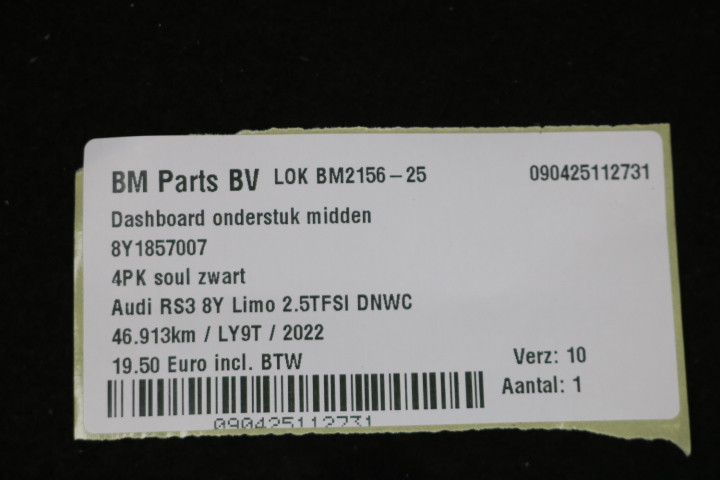 BM Parts BV LOK BM2156-25 090425112731
Dashboard onderstuk midden
8Y1857007
4PK soul zwart
Audi RS3 8Y Limo 2.5TFSI DNWC
46.913km / LY9T / 2022
19.50 Euro incl. BTW Verz: 10
Aantal: 1
090425112731